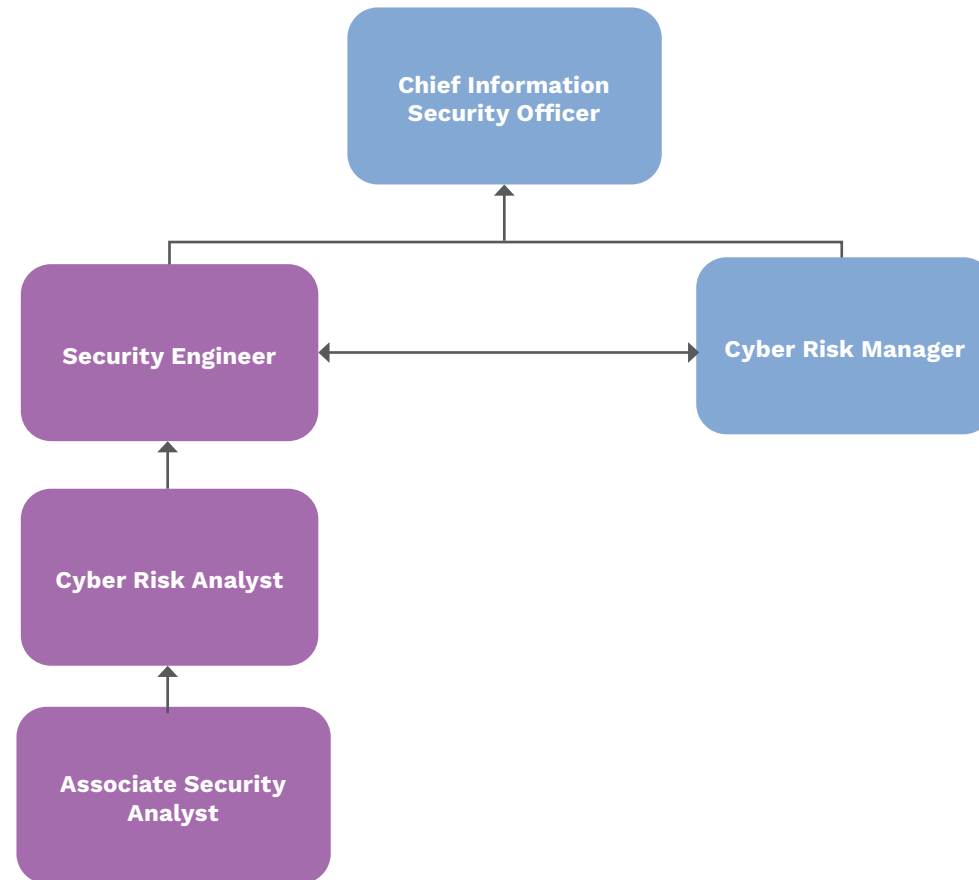 Chief Information
Security Officer
Security Engineer
Cyber Risk Manager
Cyber Risk Analyst
Associate Security
Analyst